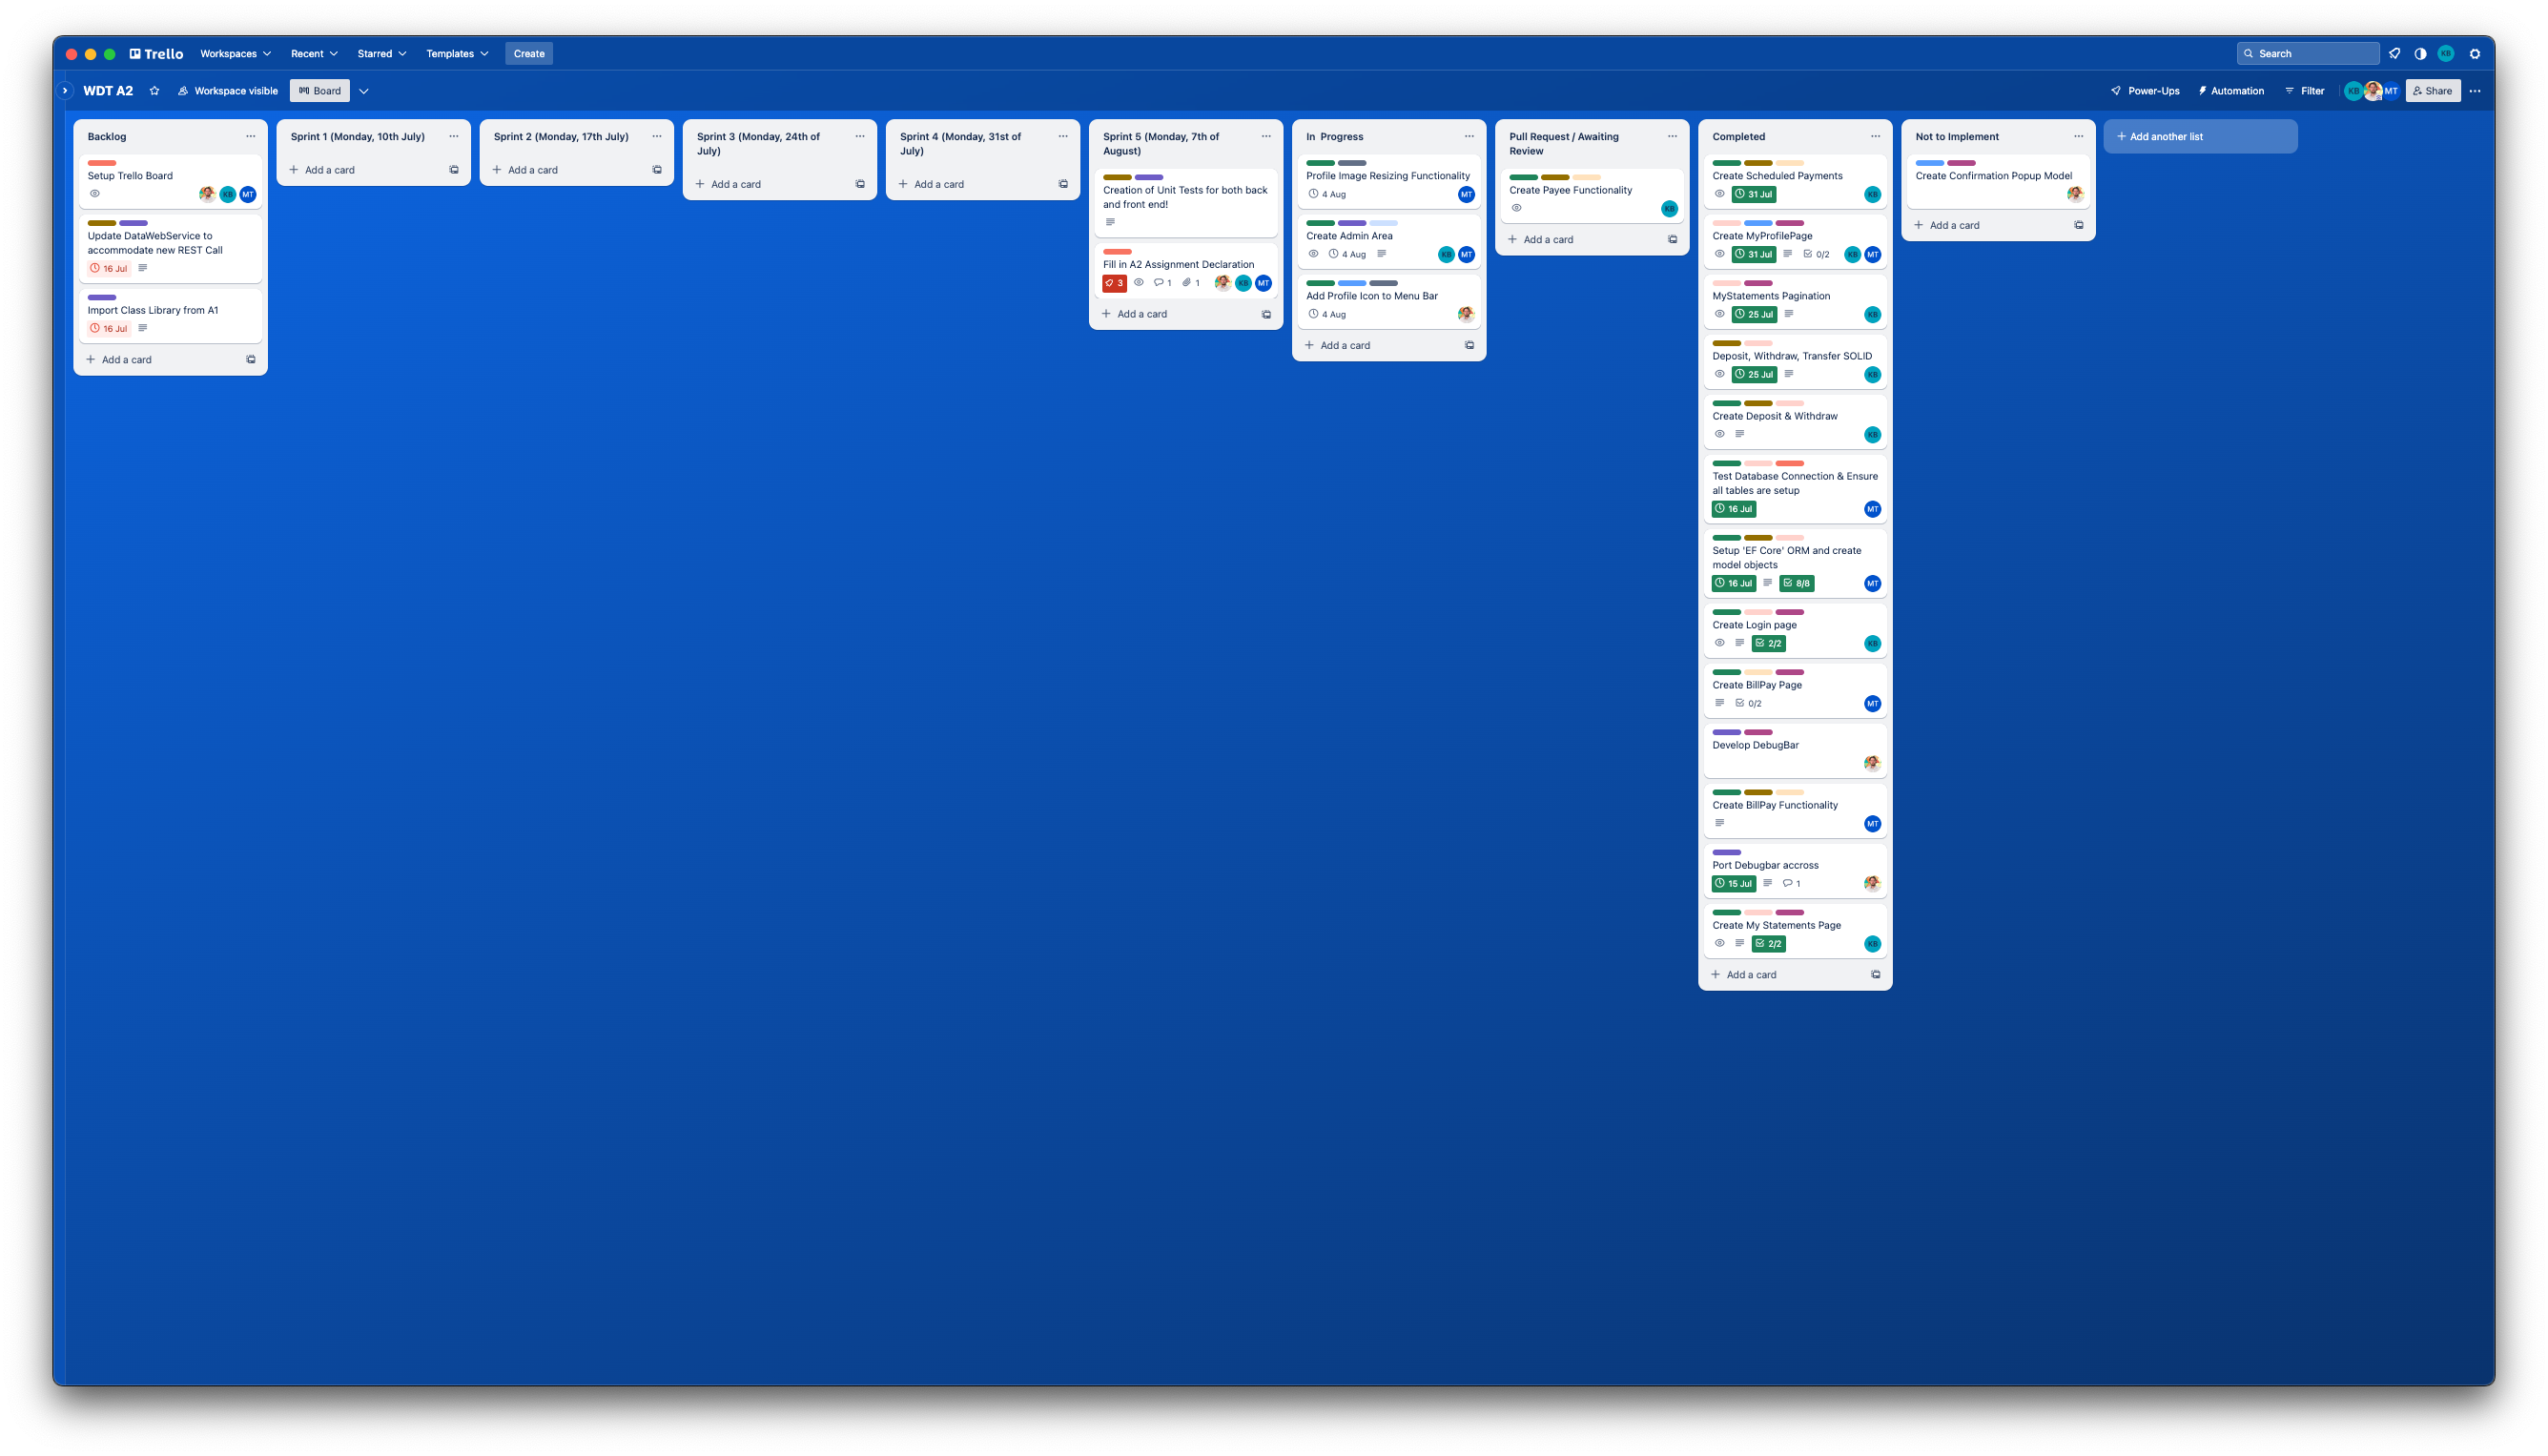 Trello
Workspaces
Recent
Starred
Templates
Create
Search
KB
WDT A2
Workspace visible
Board
Power-Ups
Automation
Filter
KB
MT
Share
Backlog
Setup Trello Board
KB
MT
Update DataWebService to
accommodate new REST Call
16 Jul
Import Class Library from A1
16 Jul
Add a card
Sprint 1 (Monday, 10th July)
Add a card
Sprint 2 (Monday, 17th July)
Add a card
Sprint 3 (Monday, 24th of
July)
Add a card
Sprint 4 (Monday, 31st of
July)
Add a card
Sprint 5 (Monday, 7th of
August)
Creation of Unit Tests for both back
and front end!
Fill in A2 Assignment Declaration
3
1
1
KB
MT
Add a card
In Progress
Profile Image Resizing Functionality
4 Aug
MT
Create Admin Area
4 Aug
KB
MT
Add Profile Icon to Menu Bar
4 Aug
Add a card
Pull Request / Awaiting
Review
Create Payee Functionality
KB
Add a card
Completed
Create Scheduled Payments
31 Jul
KB
Create MyProfilePage
31 Jul
0/2
KB
MT
MyStatements Pagination
25 Jul
KB
Deposit, Withdraw, Transfer SOLID
25 Jul
KB
Create Deposit & Withdraw
KB
Test Database Connection & Ensure
all tables are setup
16 Jul
MT
Setup 'EF Core' ORM and create
model objects
16 Jul
8/8
MT
Create Login page
2/2
KB
Create BillPay Page
0/2
MT
Develop DebugBar
Create BillPay Functionality
MT
Port Debugbar accross
15 Jul
1
Create My Statements Page
2/2
KB
Add a card
Not to Implement
Create Confirmation Popup Model
Add a card
Add another list